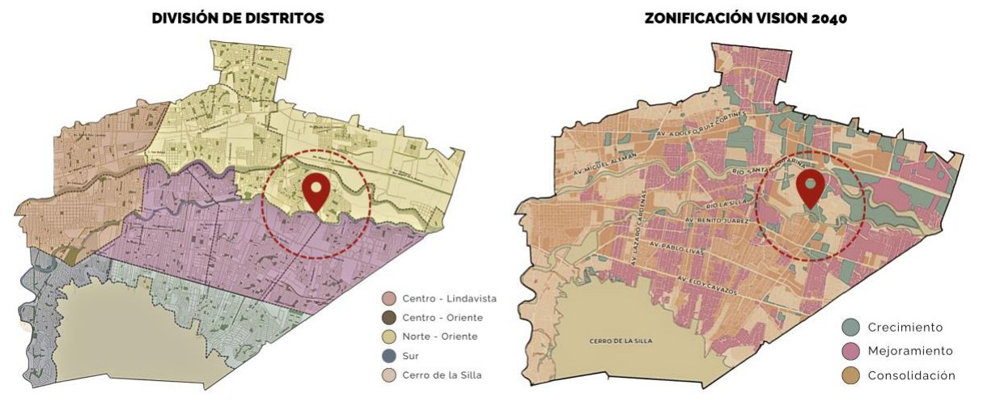 DIVISIÓN DE DISTRITOS
Centro - Lindavista
Centro - Oriente
Norte - Oriente
Sur
Cerro de la Silla
ZONIFICACIÓN VISION 2040
AV. ADOLFO RUIZ CORTINES
AV. MIGUEL ALEMAN
RIO SANTA CATARINA
RIO LA SILLA
AV. LAZARO CARDENAS
AV. BENITO JUAREZ
AV. PABLO LIVAS
AV. ELOY CAVAZOS
CERRO DE LA SILLA
Crecimiento
Mejoramiento
Consolidación